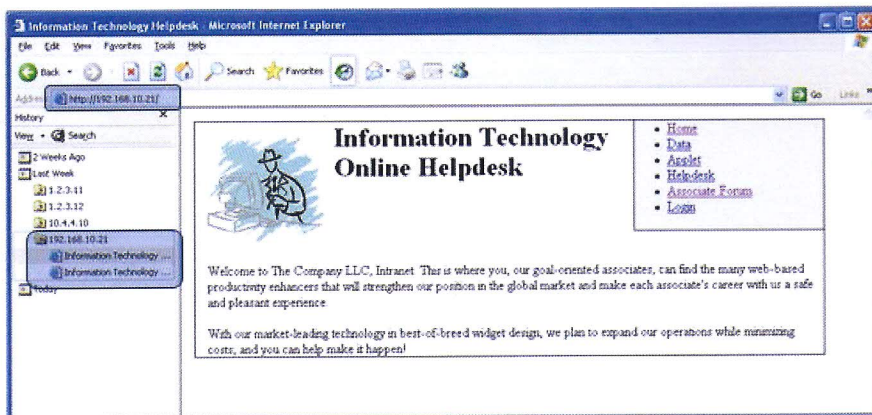 Information Technology Helpdesk - Microsoft Internet Explorer
File Edit View Favorites Tools Help
Back Search Favorites
Address http://192.168.10.21/ Go Links »
History X
View Search
2 Weeks Ago
Last Week
1.2.3.11
1.2.3.12
10.4.4.10
192.168.10.21
Information Technology ...
Information Technology ...
Today
Information Technology
Online Helpdesk
Home
Data
Applet
Helpdesk
Associate Forum
Login
Welcome to The Company LLC, Intranet. This is where you, our goal-oriented associates, can find the many web-based
productivity enhancers that will strengthen our position in the global market and make each associate's career with us a safe
and pleasant experience
With our market-leading technology in best-of-breed widget design, we plan to expand our operations while minimizing
costs, and you can help make it happen!